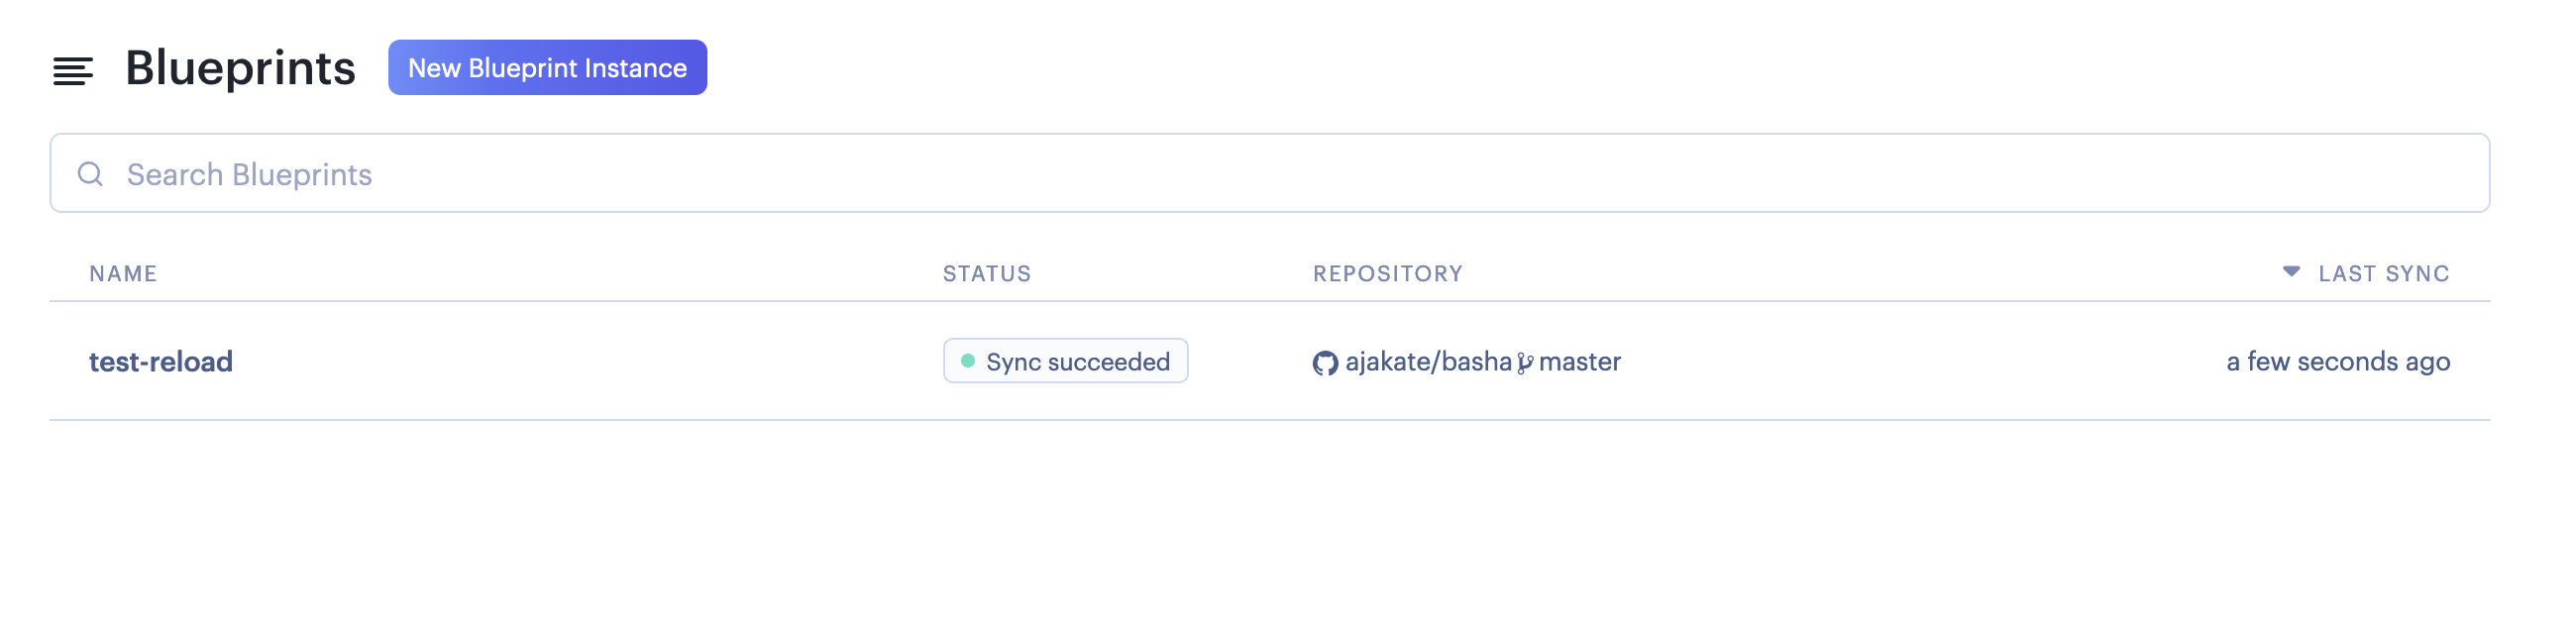 Blueprints New Blueprint Instance
Search Blueprints
NAME STATUS REPOSITORY LAST SYNC
test-reload Sync succeeded ajakate/basha master a few seconds ago